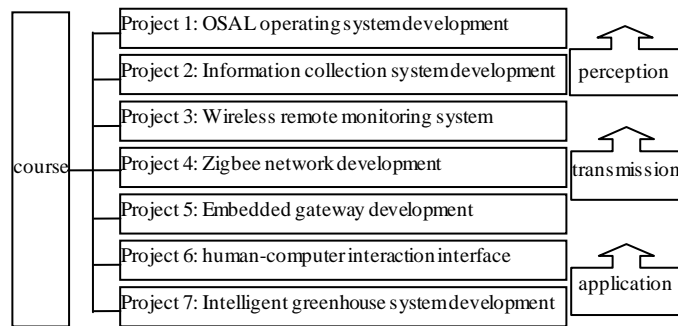 Project 1: OSAL operating system development
Project 2: Information collection system development
perception
Project 3: Wireless remote monitoring system
course
Project 4: Zigbee network development
transmission
Project 5: Embedded gateway development
Project 6: human-computer interaction interface
application
Project 7: Intelligent greenhouse system development